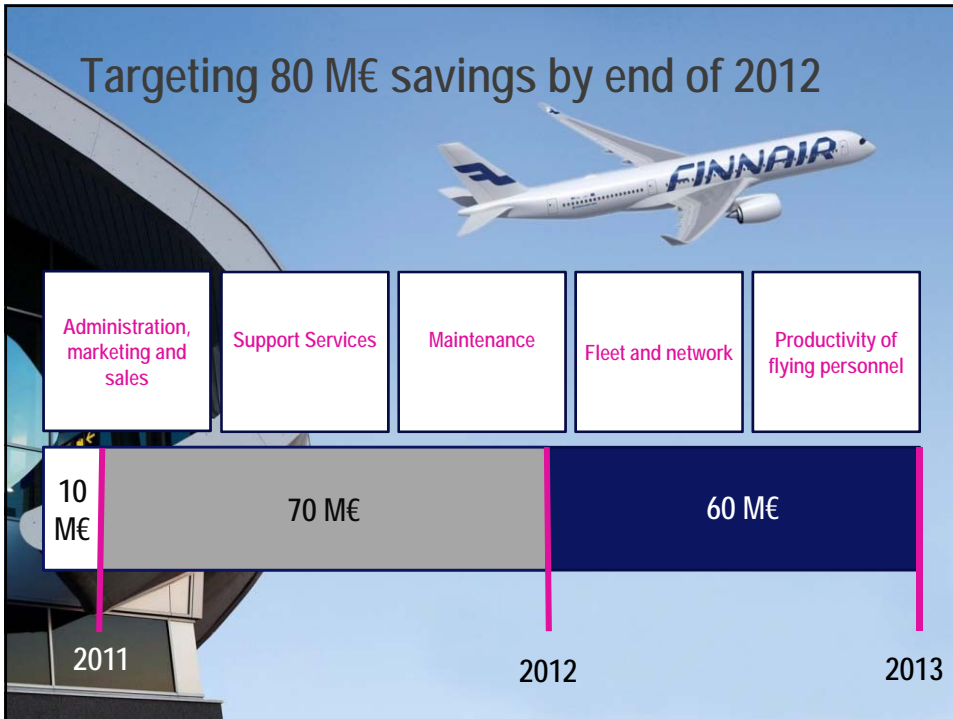 Targeting 80 M€ savings by end of 2012
FINNAIR
Administration,
marketing and
sales
Support Services
Maintenance
Fleet and network
Productivity of
flying personnel
10
M€
70 M€
60 M€
2011
2012
2013